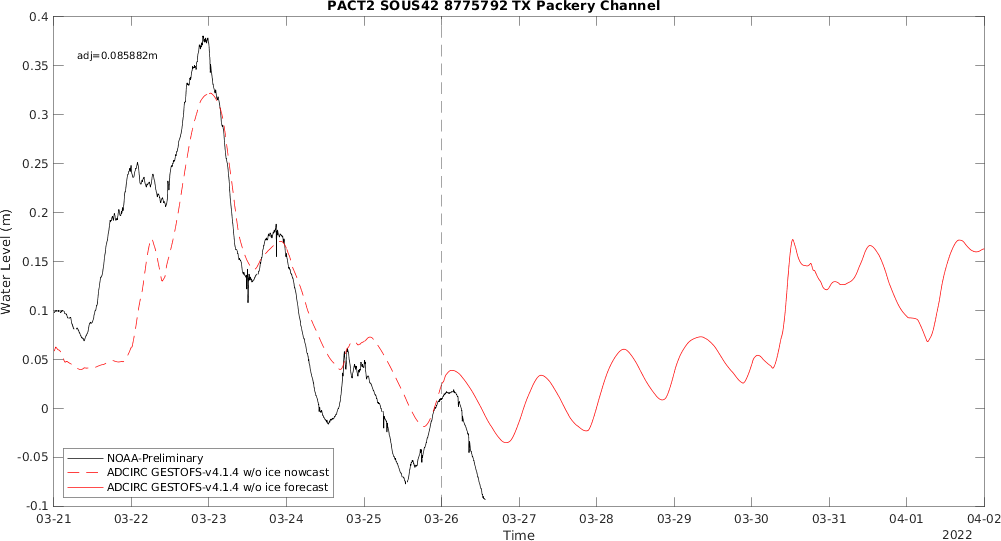 PACT2 SOUS42 8775792 TX Packery Channel
adj=0.085882m
0.4
0.35
0.3
0.25
0.2
0.15
0.1
0.05
0
-0.05
-0.1
Water Level (m)
NOAA-Preliminary
ADCIRC GESTOFS-v4.1.4 w/o ice nowcast
ADCIRC GESTOFS-v4.1.4 w/o ice forecast
03-21 03-22 03-23 03-24 03-25 03-26 03-27 03-28 03-29 03-30 03-31 04-01 04-02
Time
2022